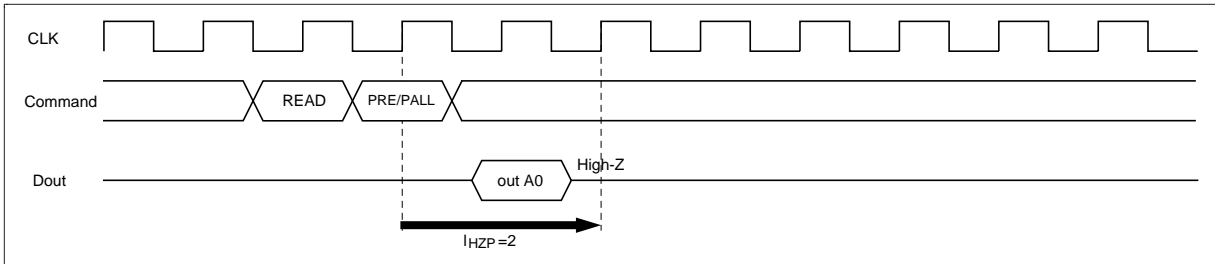 CLK
Command
READ
PRE/PALL
Dout
out A0
High-Z
lHZP=2